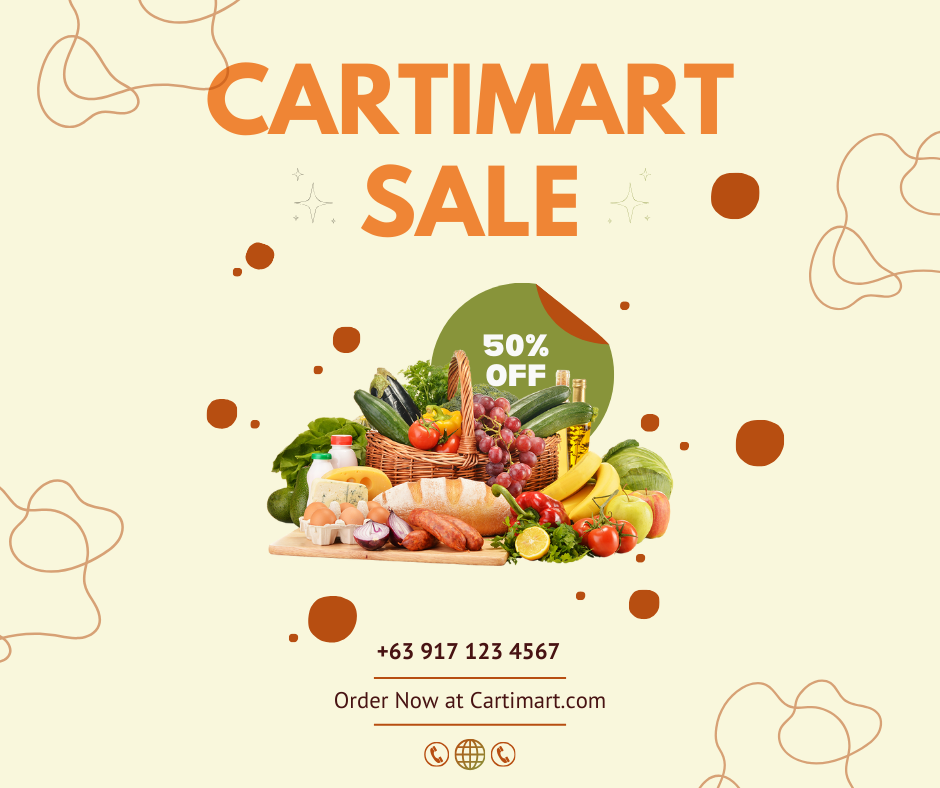 CARTIMART
SALE
50%
OFF
+63 917 123 4567
Order Now at Cartimart.com